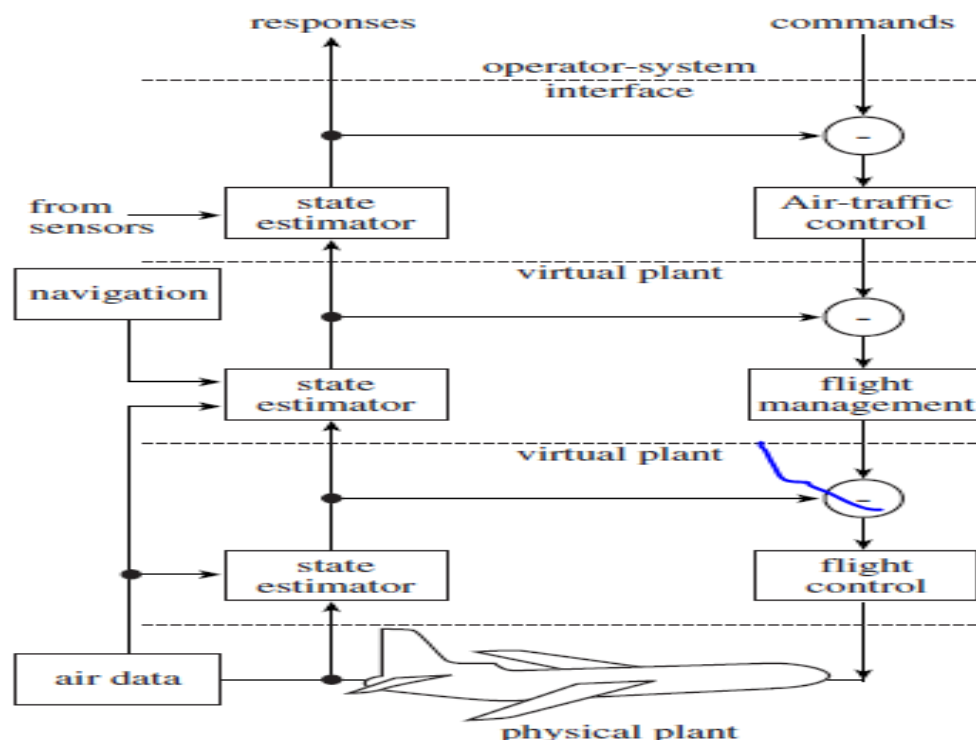 responses
commands
operator-system
interface
-
from
sensors
state
estimator
Air-traffic
control
virtual plant
navigation
-
state
estimator
flight
management
virtual plant
-
state
estimator
flight
control
air data
physical plant